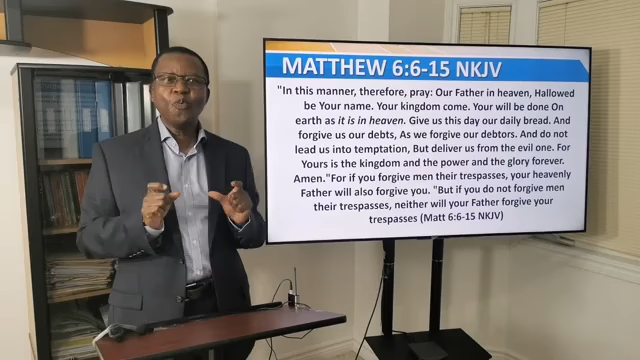 MATTHEW 6:6-15 NKJV
"In this manner, therefore, pray: Our Father in heaven, Hallowed
be Your name. Your kingdom come. Your will be done On
earth as it is in heaven. Give us this day our daily bread. And
forgive us our debts, As we forgive our debtors. And do not
lead us into temptation, But deliver us from the evil one. For
Yours is the kingdom and the power and the glory forever.
Amen."For if you forgive men their trespasses, your heavenly
Father will also forgive you. "But if you do not forgive men
their trespasses, neither will your Father forgive your
trespasses (Matt 6:6-15 NKJV)